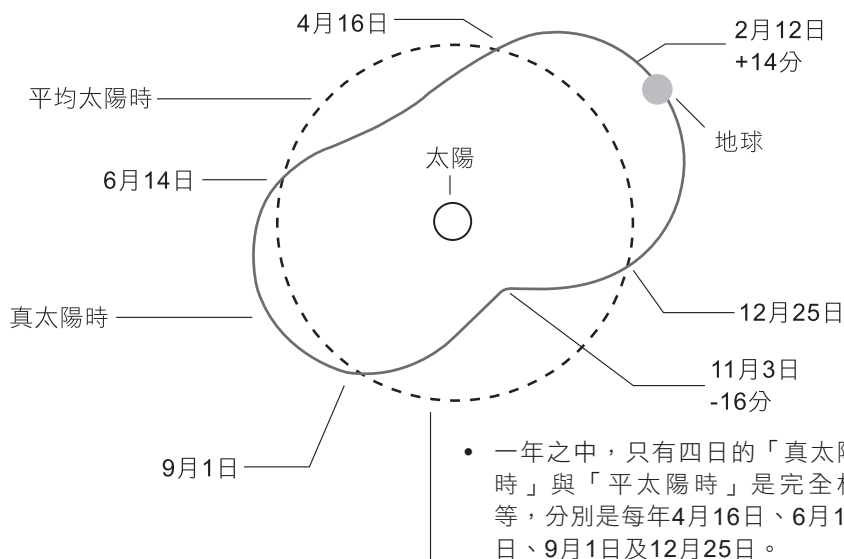 4月16日
2月12日
+14分
平均太陽時
地球
太陽
6月14日
真太陽時
12月25日
11月3日
-16分
9月1日
• 一年之中，只有四日的「真太陽
時」與「平太陽時」是完全
等，分別是每年4月16日、6月1
日、9月1日及12月25日。